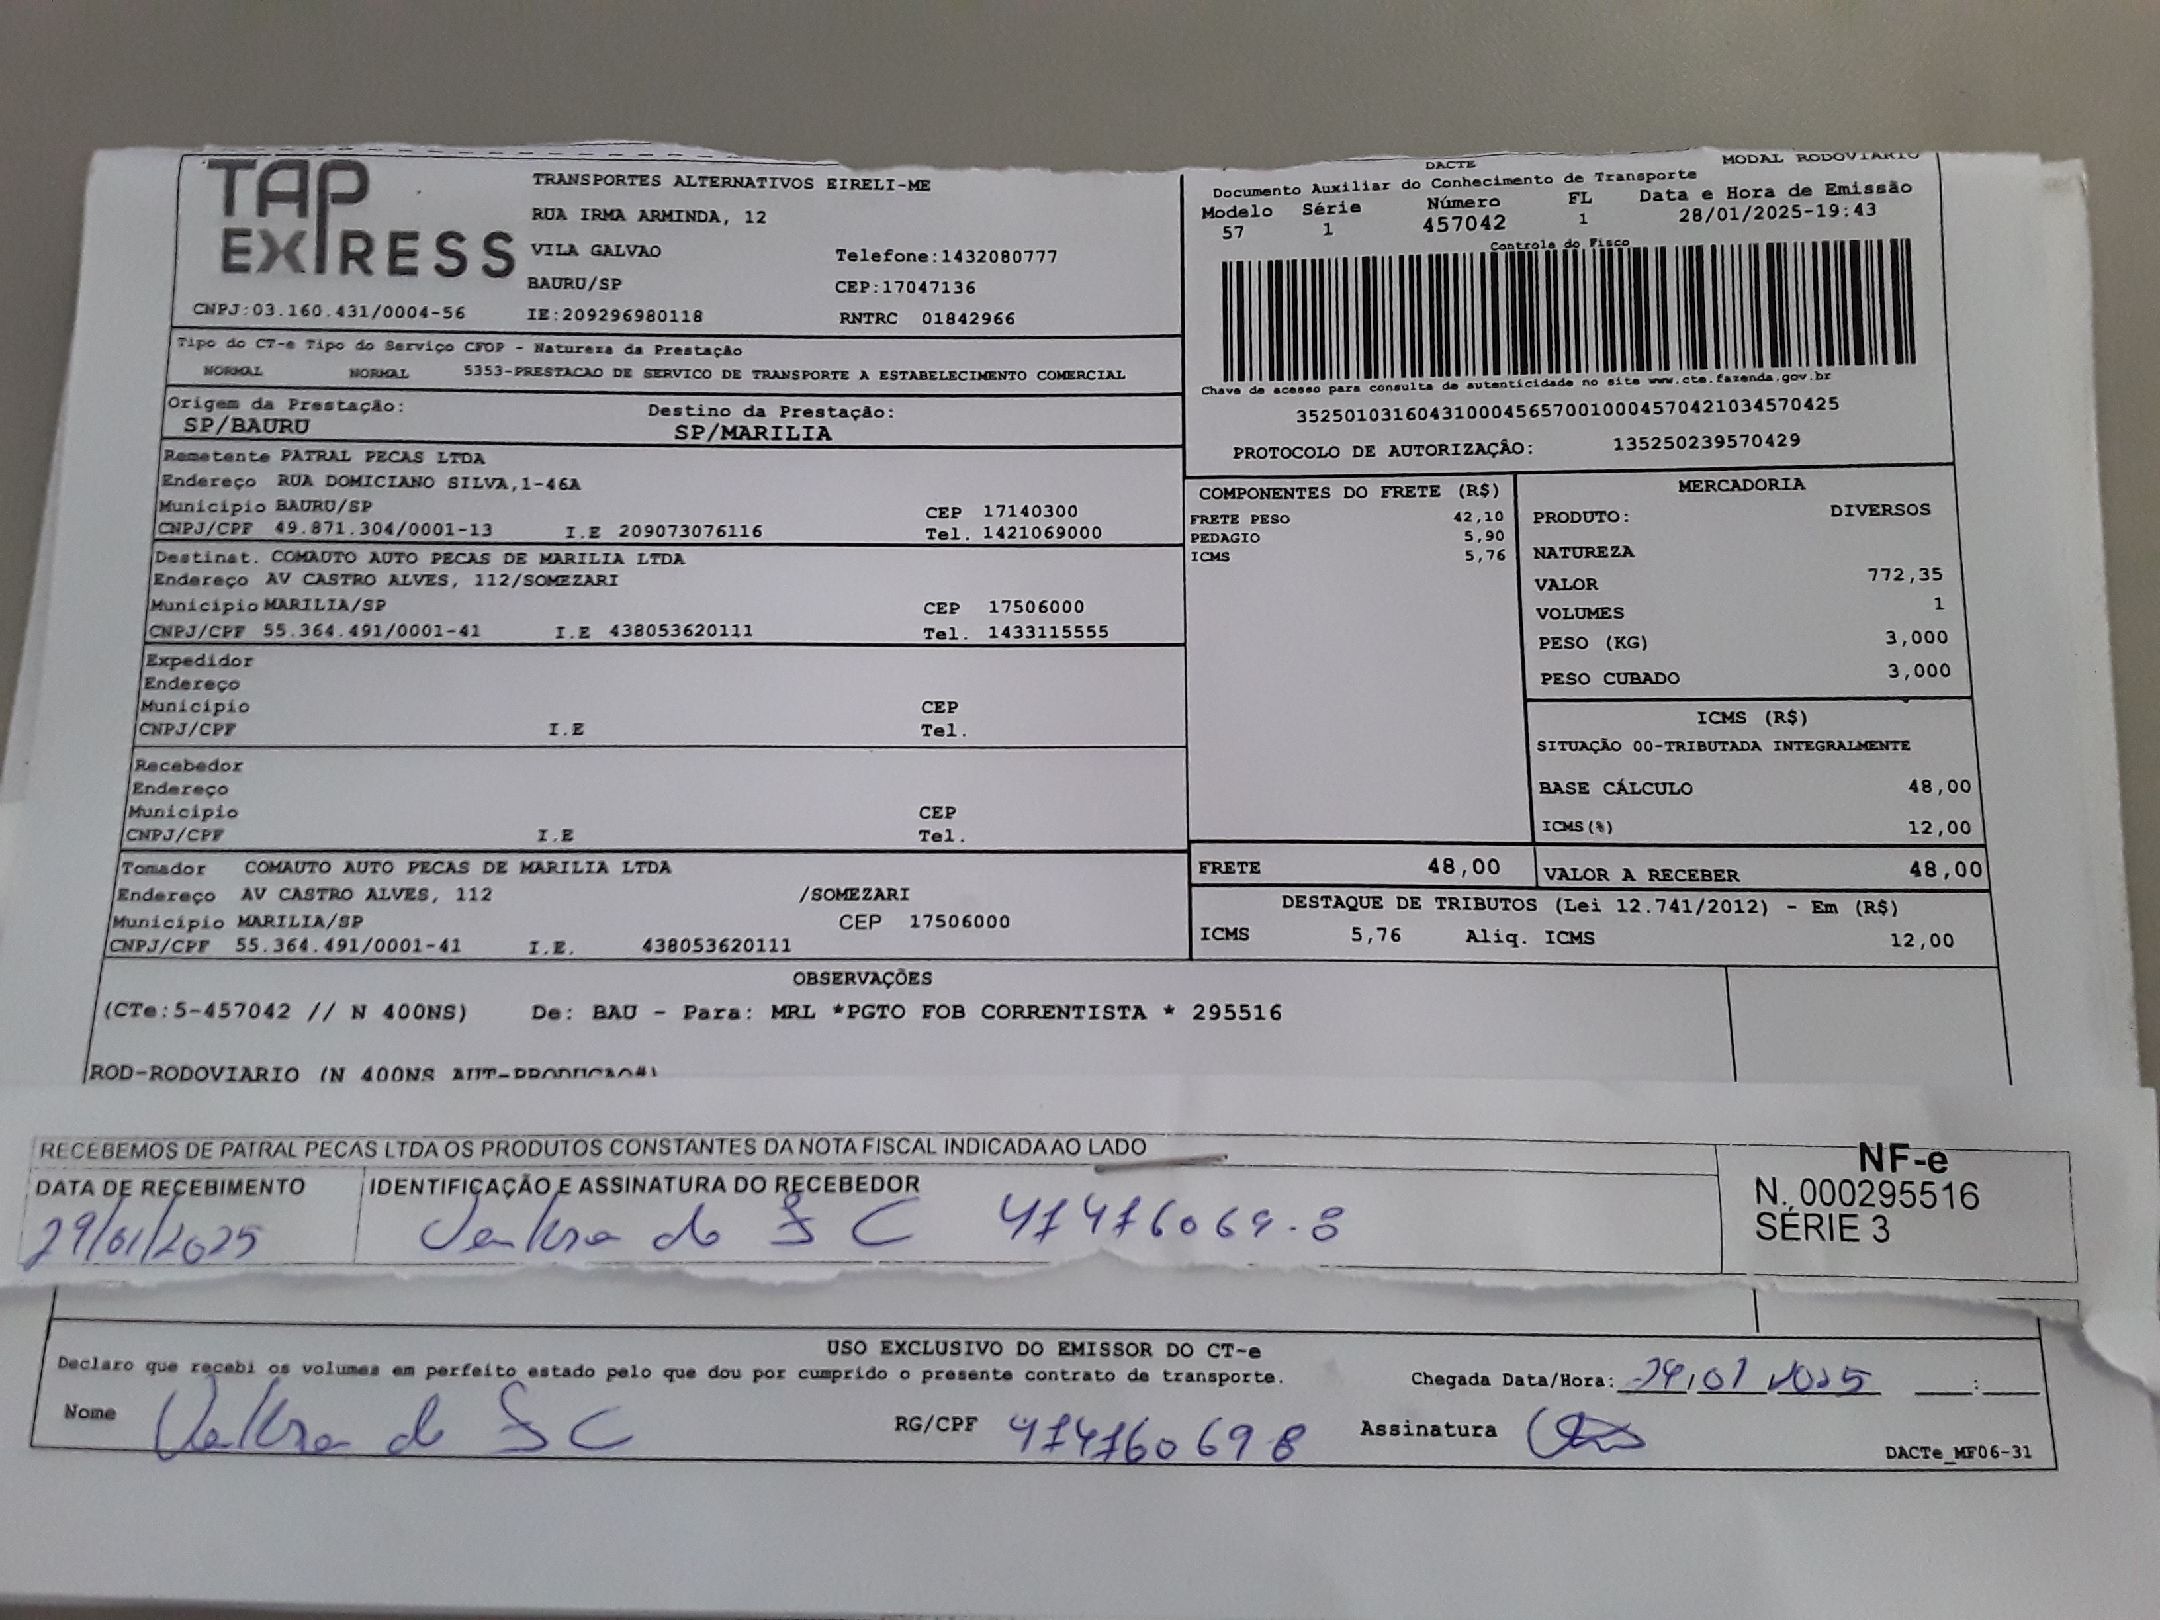 TAP EXPRESS
TRANSPORTES ALTERNATIVOS EIRELI-ME
RUA IRMA ARMINDA, 12
VILA GALVAO Telefone:1432080777
BAURU/SP CEP:17047136
CNPJ:03.160.431/0004-56 IE:209296980118 RNTRC 01842966
DACTE MODAL RODOVIARIO
Documento Auxiliar do Conhecimento de Transporte
Modelo Série Número FL Data e Hora de Emissão
57 1 457042 1 28/01/2025-19:43
Controle do Fisco
Chave de acesso para consulta de autenticidade no site www.cte.fazenda.gov.br
35250103160431000456570010004570421034570425
PROTOCOLO DE AUTORIZAÇÃO: 135250239570429
Tipo do CT-e Tipo do Serviço CFOP - Natureza da Prestação
NORMAL NORMAL 5353-PRESTACAO DE SERVICO DE TRANSPORTE A ESTABELECIMENTO COMERCIAL
Origem da Prestação: Destino da Prestação:
SP/BAURU SP/MARILIA
Remetente PATRAL PECAS LTDA
Endereço RUA DOMICIANO SILVA,1-46A
Município BAURU/SP CEP 17140300
CNPJ/CPF 49.871.304/0001-13 I.E 209073076116 Tel. 1421069000
Destinat. COMAUTO AUTO PECAS DE MARILIA LTDA
Endereço AV CASTRO ALVES, 112/SOMEZARI
Município MARILIA/SP CEP 17506000
CNPJ/CPF 55.364.491/0001-41 I.E 438053620111 Tel. 1433115555
Expedidor
Endereço
Município CEP
CNPJ/CPF I.E Tel.
Recebedor
Endereço
Município CEP
CNPJ/CPF I.E Tel.
Tomador COMAUTO AUTO PECAS DE MARILIA LTDA
Endereço AV CASTRO ALVES, 112 /SOMEZARI
Município MARILIA/SP CEP 17506000
CNPJ/CPF 55.364.491/0001-41 I.E. 438053620111
COMPONENTES DO FRETE (R$)
FRETE PESO 42,10
PEDAGIO 5,90
ICMS 5,76
MERCADORIA
PRODUTO: DIVERSOS
NATUREZA
VALOR 772,35
VOLUMES 1
PESO (KG) 3,000
PESO CUBADO 3,000
ICMS (R$)
SITUAÇÃO 00-TRIBUTADA INTEGRALMENTE
BASE CÁLCULO 48,00
ICMS(%) 12,00
FRETE 48,00 VALOR A RECEBER 48,00
DESTAQUE DE TRIBUTOS (Lei 12.741/2012) - Em (R$)
ICMS 5,76 Aliq. ICMS 12,00
OBSERVAÇÕES
(CTe:5-457042 // N 400NS) De: BAU - Para: MRL *PGTO FOB CORRENTISTA * 295516
ROD-RODOVIARIO (N 400NS AUT-PRODUCAO#)
RECEBEMOS DE PATRAL PECAS LTDA OS PRODUTOS CONSTANTES DA NOTA FISCAL INDICADA AO LADO
DATA DE RECEBIMENTO IDENTIFICAÇÃO E ASSINATURA DO RECEBEDOR
29/01/2025
NF-e
N. 000295516
SÉRIE 3
USO EXCLUSIVO DO EMISSOR DO CT-e
Declaro que recebi os volumes em perfeito estado pelo que dou por cumprido o presente contrato de transporte. Chegada Data/Hora: 29,01 2025 __:__
Nome RG/CPF Assinatura
DACTe_MF06-31